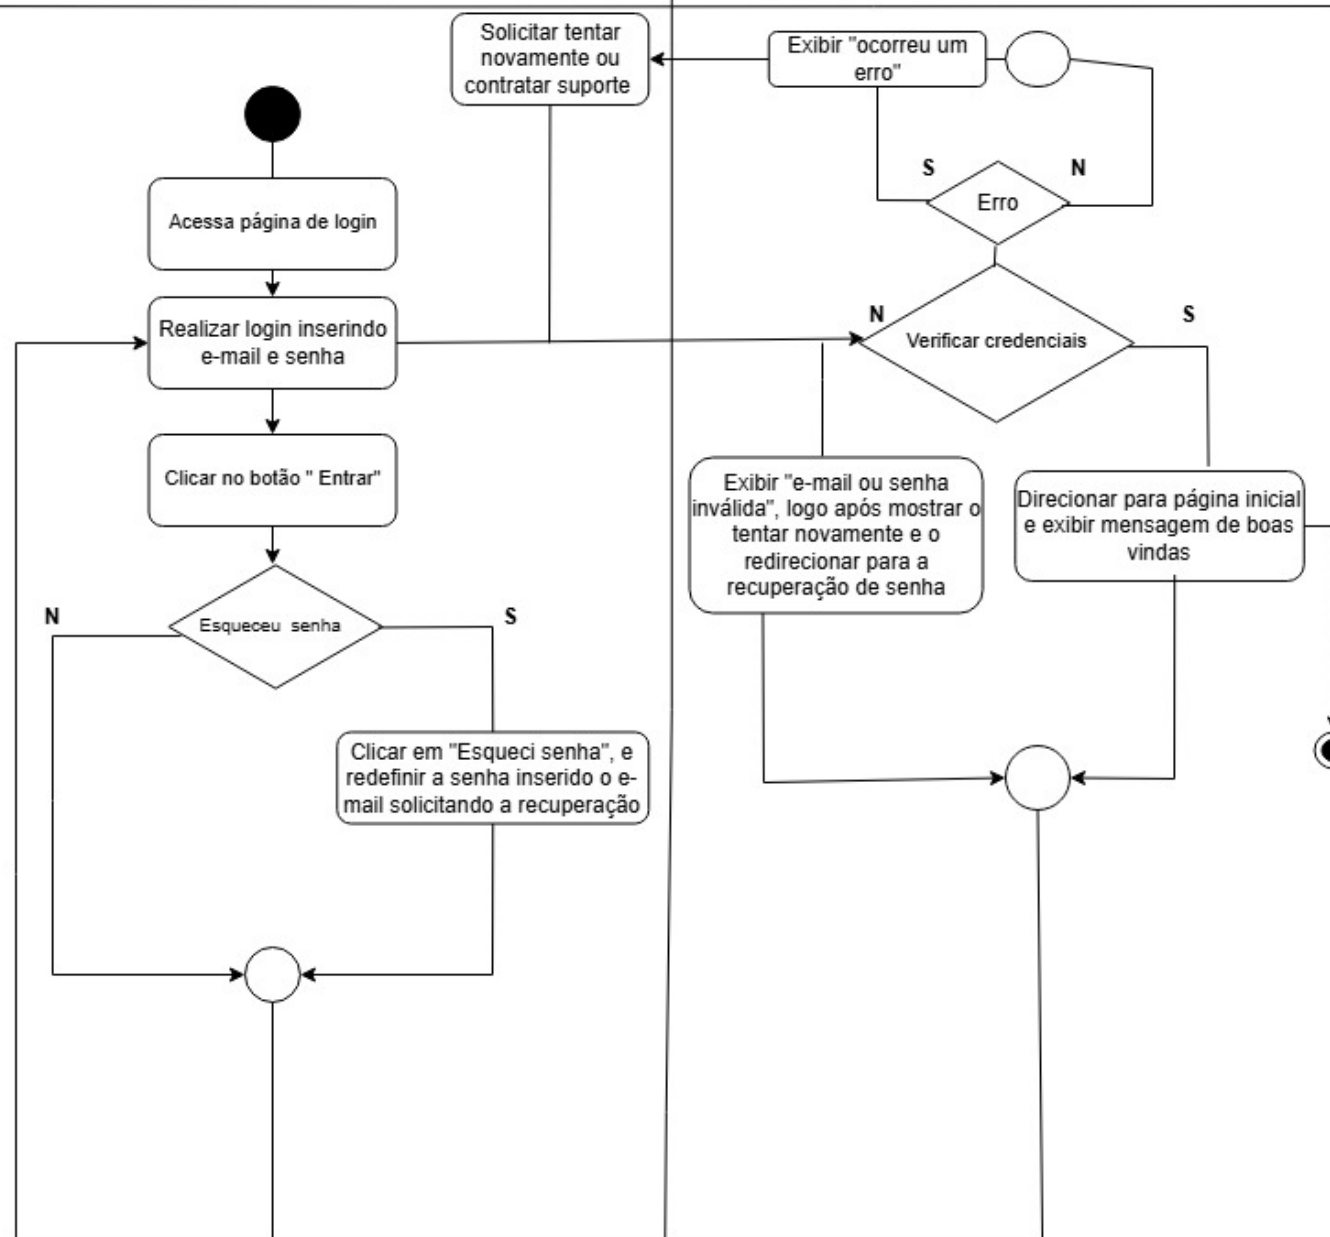 Solicitar tentar
novamente ou
contratar suporte
Exibir "ocorreu um
erro"
S
N
Erro
Acessa página de login
Realizar login inserindo
e-mail e senha
N
S
Verificar credenciais
Clicar no botão " Entrar"
Exibir "e-mail ou senha
inválida", logo após mostrar o
tentar novamente e o
redirecionar para a
recuperação de senha
Direcionar para página inicial
e exibir mensagem de boas
vindas
N
S
Esqueceu senha
Clicar em "Esqueci senha", e
redefinir a senha inserido o e-
mail solicitando a recuperação